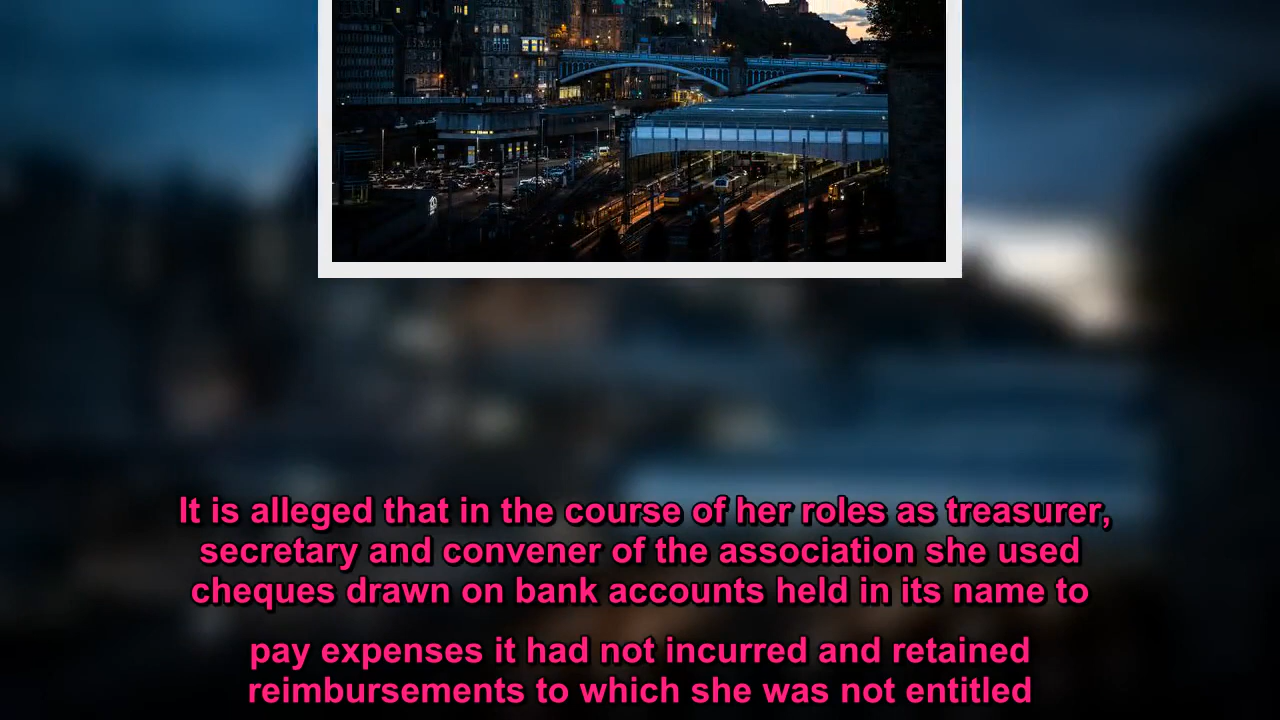 It is alleged that in the course of her roles as treasurer,
secretary and convener of the association she used
cheques drawn on bank accounts held in its name to
pay expenses it had not incurred and retained
reimbursements to which she was not entitled